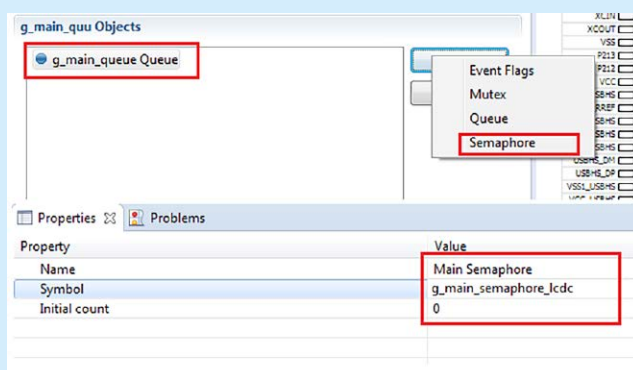 g_main_quu Objects
g_main_queue Queue
Event Flags
Mutex
Queue
Semaphore
XCIN
XCOUT
VSS
P213
P212
VCC
USBHS_DM
USBHS_DP
VSS1_USBHS
Properties
Problems
Property Value
Name Main Semaphore
Symbol g_main_semaphore_lcdc
Initial count 0